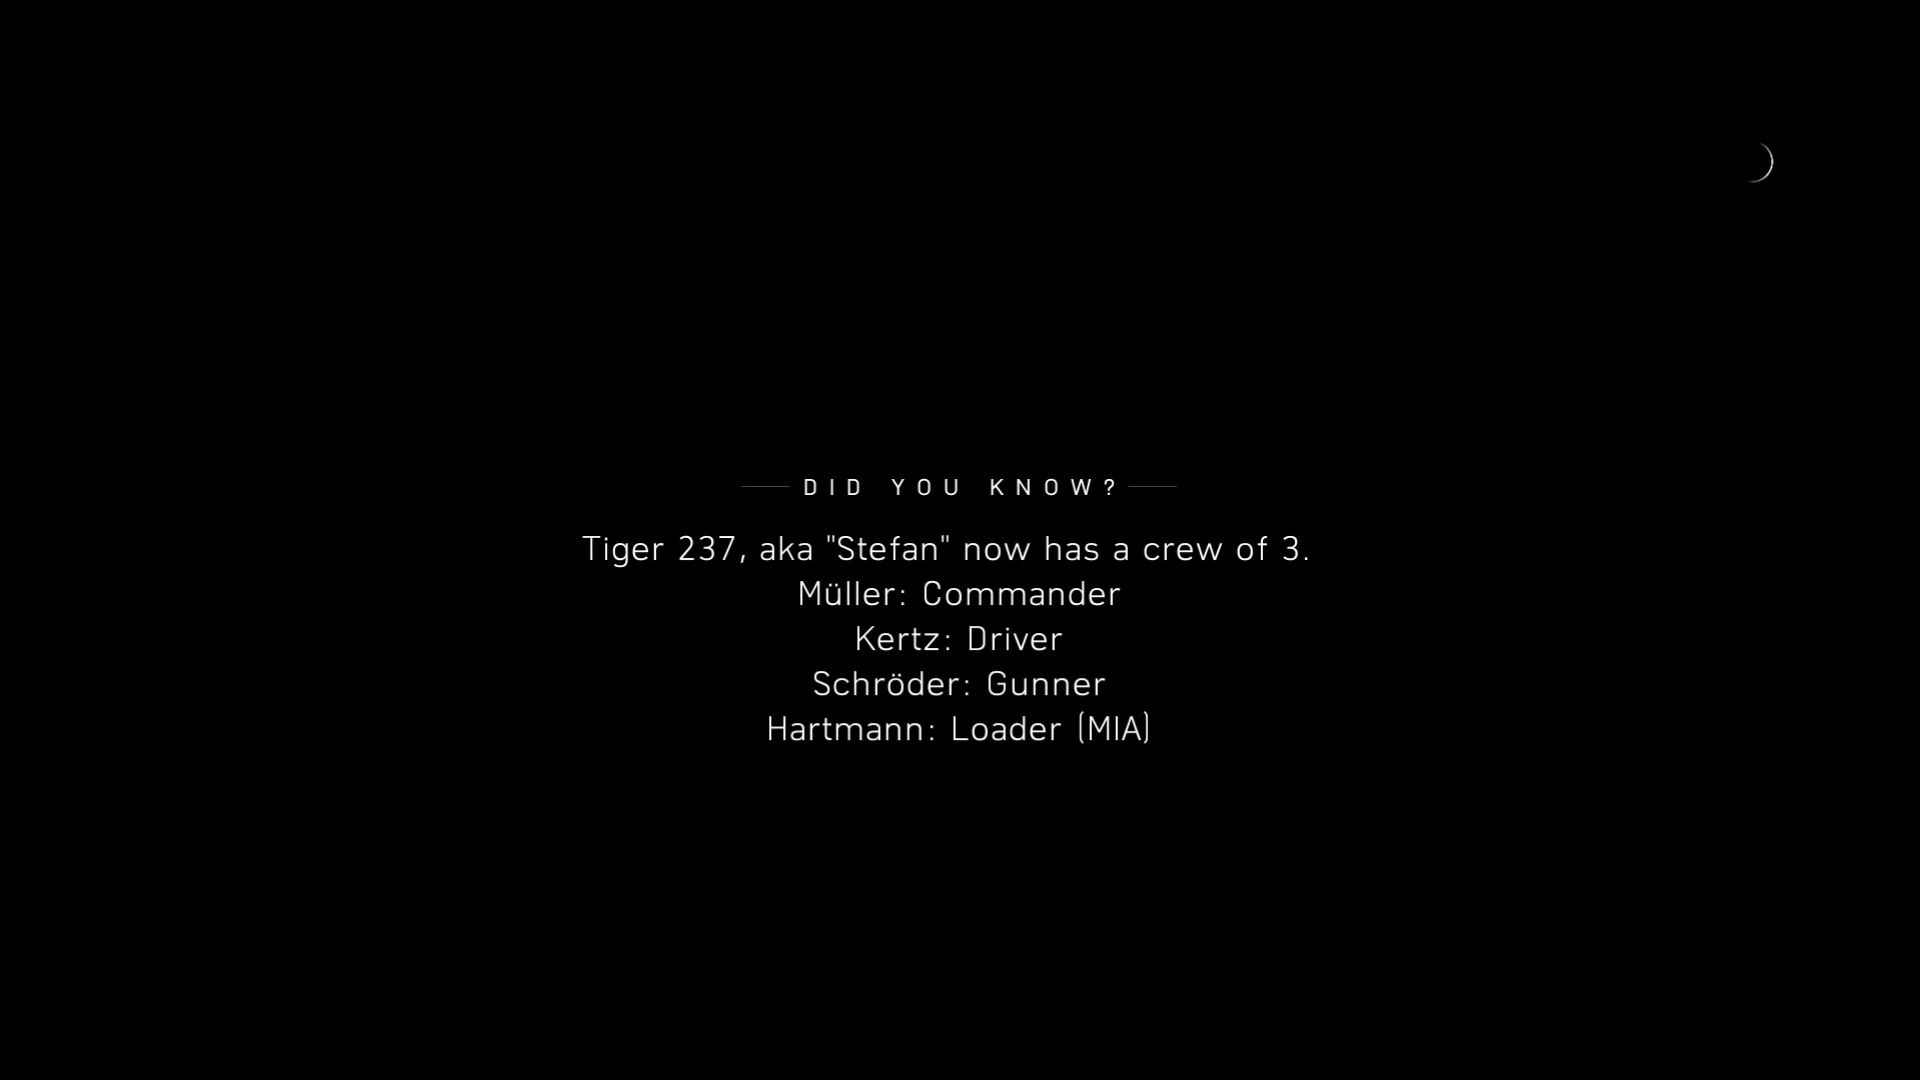 DID YOU KNOW?
Tiger 237, aka "Stefan" now has a crew of 3.
Müller: Commander
Kertz: Driver
Schröder: Gunner
Hartmann: Loader (MIA)